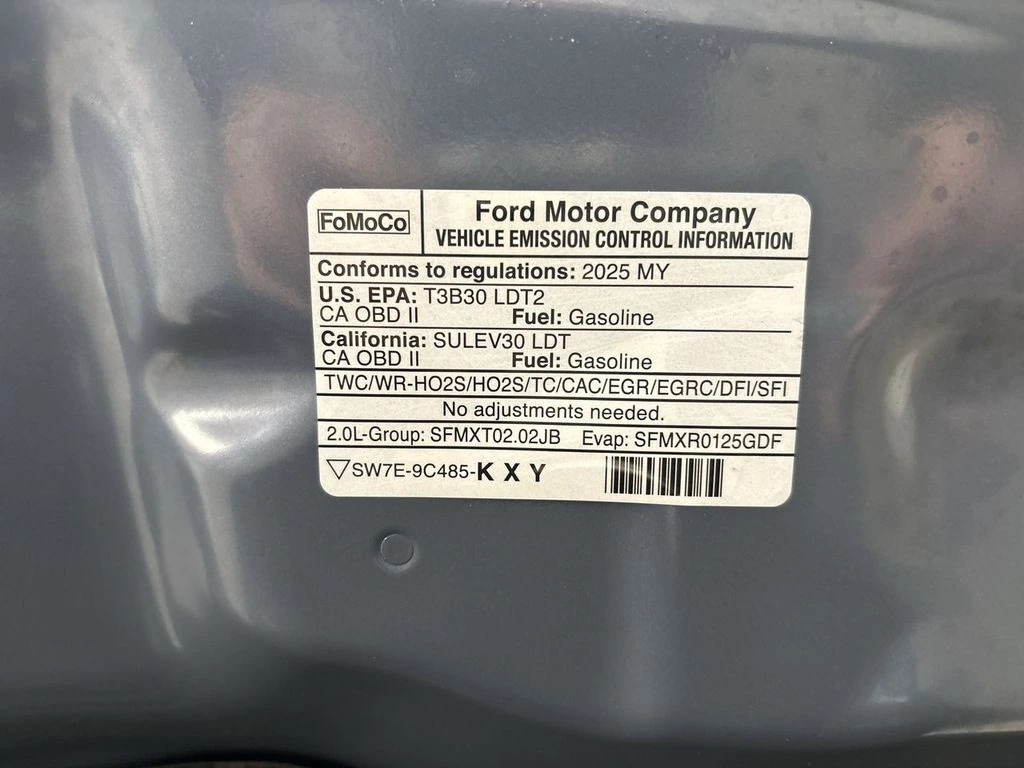 FoMoCo
Ford Motor Company
VEHICLE EMISSION CONTROL INFORMATION
Conforms to regulations: 2025 MY
U.S. EPA: T3B30 LDT2
CA OBD II Fuel: Gasoline
California: SULEV30 LDT
CA OBD II Fuel: Gasoline
TWC/WR-HO2S/HO2S/TC/CAC/EGR/EGRC/DFI/SFI
No adjustments needed.
2.0L-Group: SFMXT02.02JB Evap: SFMXR0125GDF
SW7E-9C485-K X Y